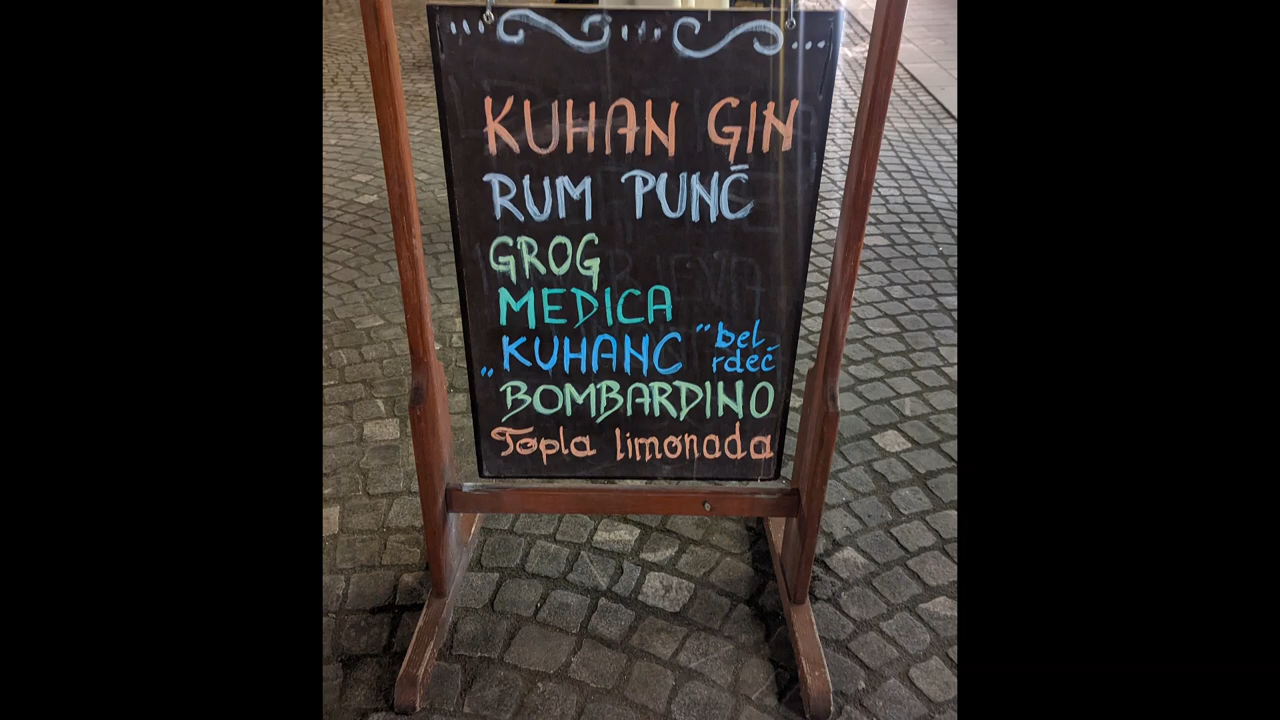 KUHAN GIN
RUM PUNČ
GROG
MEDICA
„KUHANC" bel
rdeč
BOMBARDINO
Topla limonada